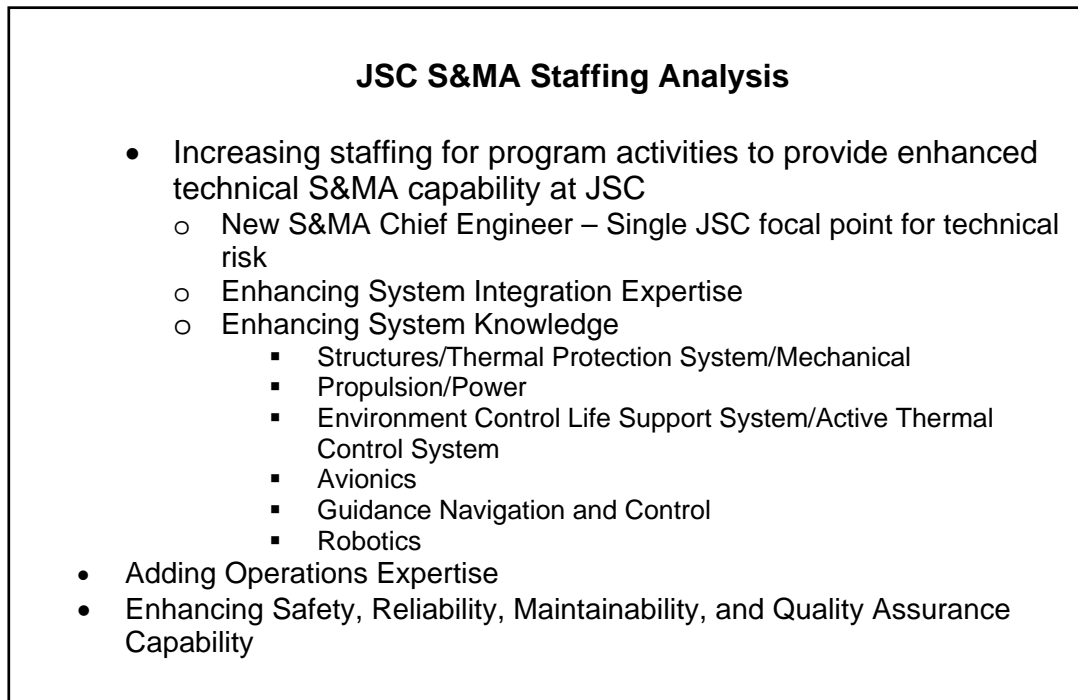 JSC S&MA Staffing Analysis
• Increasing staffing for program activities to provide enhanced
technical S&MA capability at JSC
o New S&MA Chief Engineer – Single JSC focal point for technical
risk
o Enhancing System Integration Expertise
o Enhancing System Knowledge
▪ Structures/Thermal Protection System/Mechanical
▪ Propulsion/Power
▪ Environment Control Life Support System/Active Thermal
Control System
▪ Avionics
▪ Guidance Navigation and Control
▪ Robotics
• Adding Operations Expertise
• Enhancing Safety, Reliability, Maintainability, and Quality Assurance
Capability